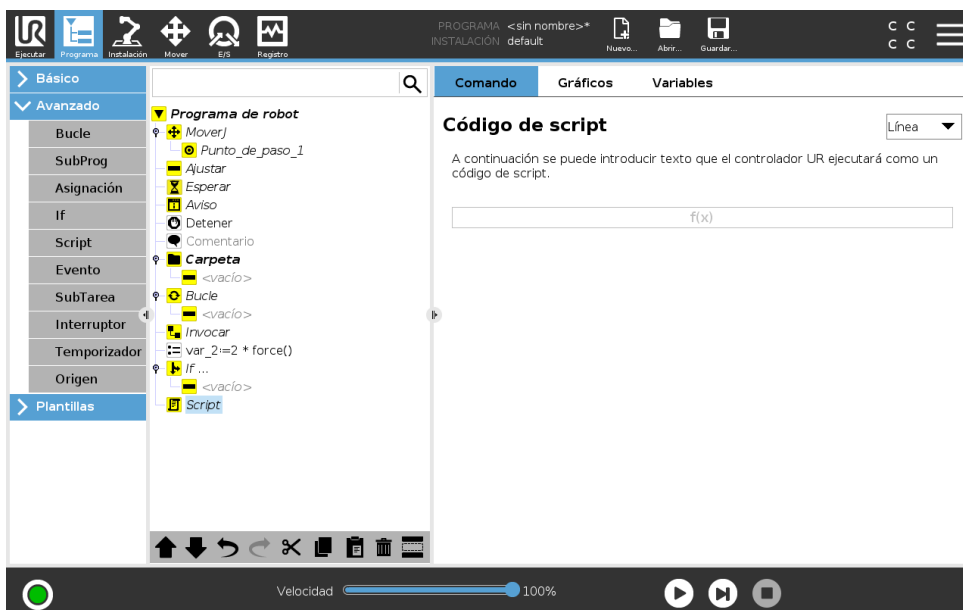 UR
Ejecutar
Programa
Instalación
Mover
E/S
Registro
PROGRAMA <sin nombre>*
INSTALACIÓN default
Nuevo...
Abrir...
Guardar...
C C
C C
Básico
Avanzado
Bucle
SubProg
Asignación
If
Script
Evento
SubTarea
Interruptor
Temporizador
Origen
Plantillas
Programa de robot
MoverJ
Punto_de_paso_1
Ajustar
Esperar
Aviso
Detener
Comentario
Carpeta
<vacío>
Bucle
<vacío>
Invocar
var_2:=2 * force()
If ...
<vacío>
Script
Comando Gráficos Variables
Código de script
Línea
A continuación se puede introducir texto que el controlador UR ejecutará como un
código de script.
f(x)
Velocidad 100%